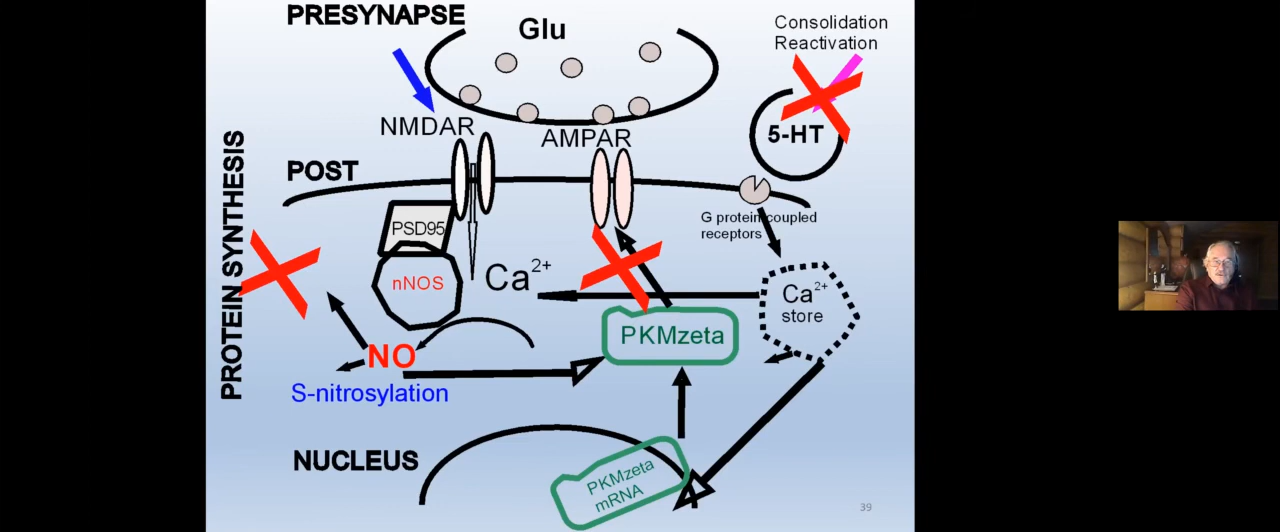 PRESYNAPSE
Glu
Consolidation
Reactivation
NMDAR
AMPAR
5-HT
POST
PROTEIN SYNTHESIS
PSD95
G protein coupled
receptors
nNOS
Ca2+
Ca2+
store
PKMzeta
NO
S-nitrosylation
NUCLEUS
PKMzeta
mRNA
39